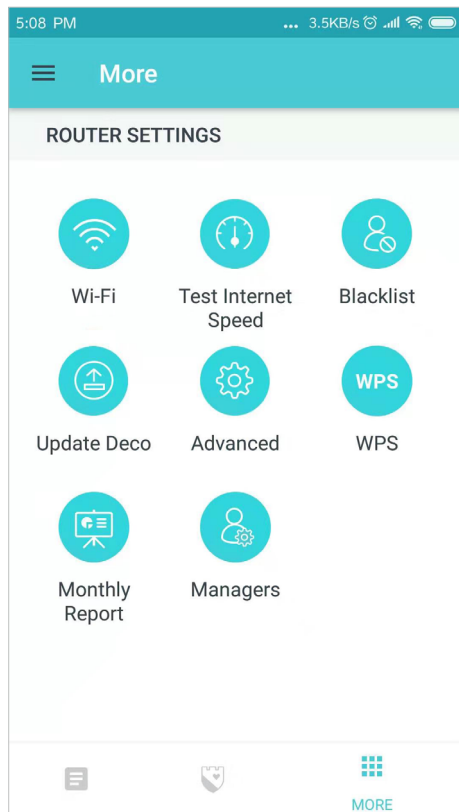 5:08 PM ... 3.5KB/s
More
ROUTER SETTINGS
Wi-Fi Test Internet Speed Blacklist
Update Deco Advanced WPS WPS
Monthly Report Managers
MORE